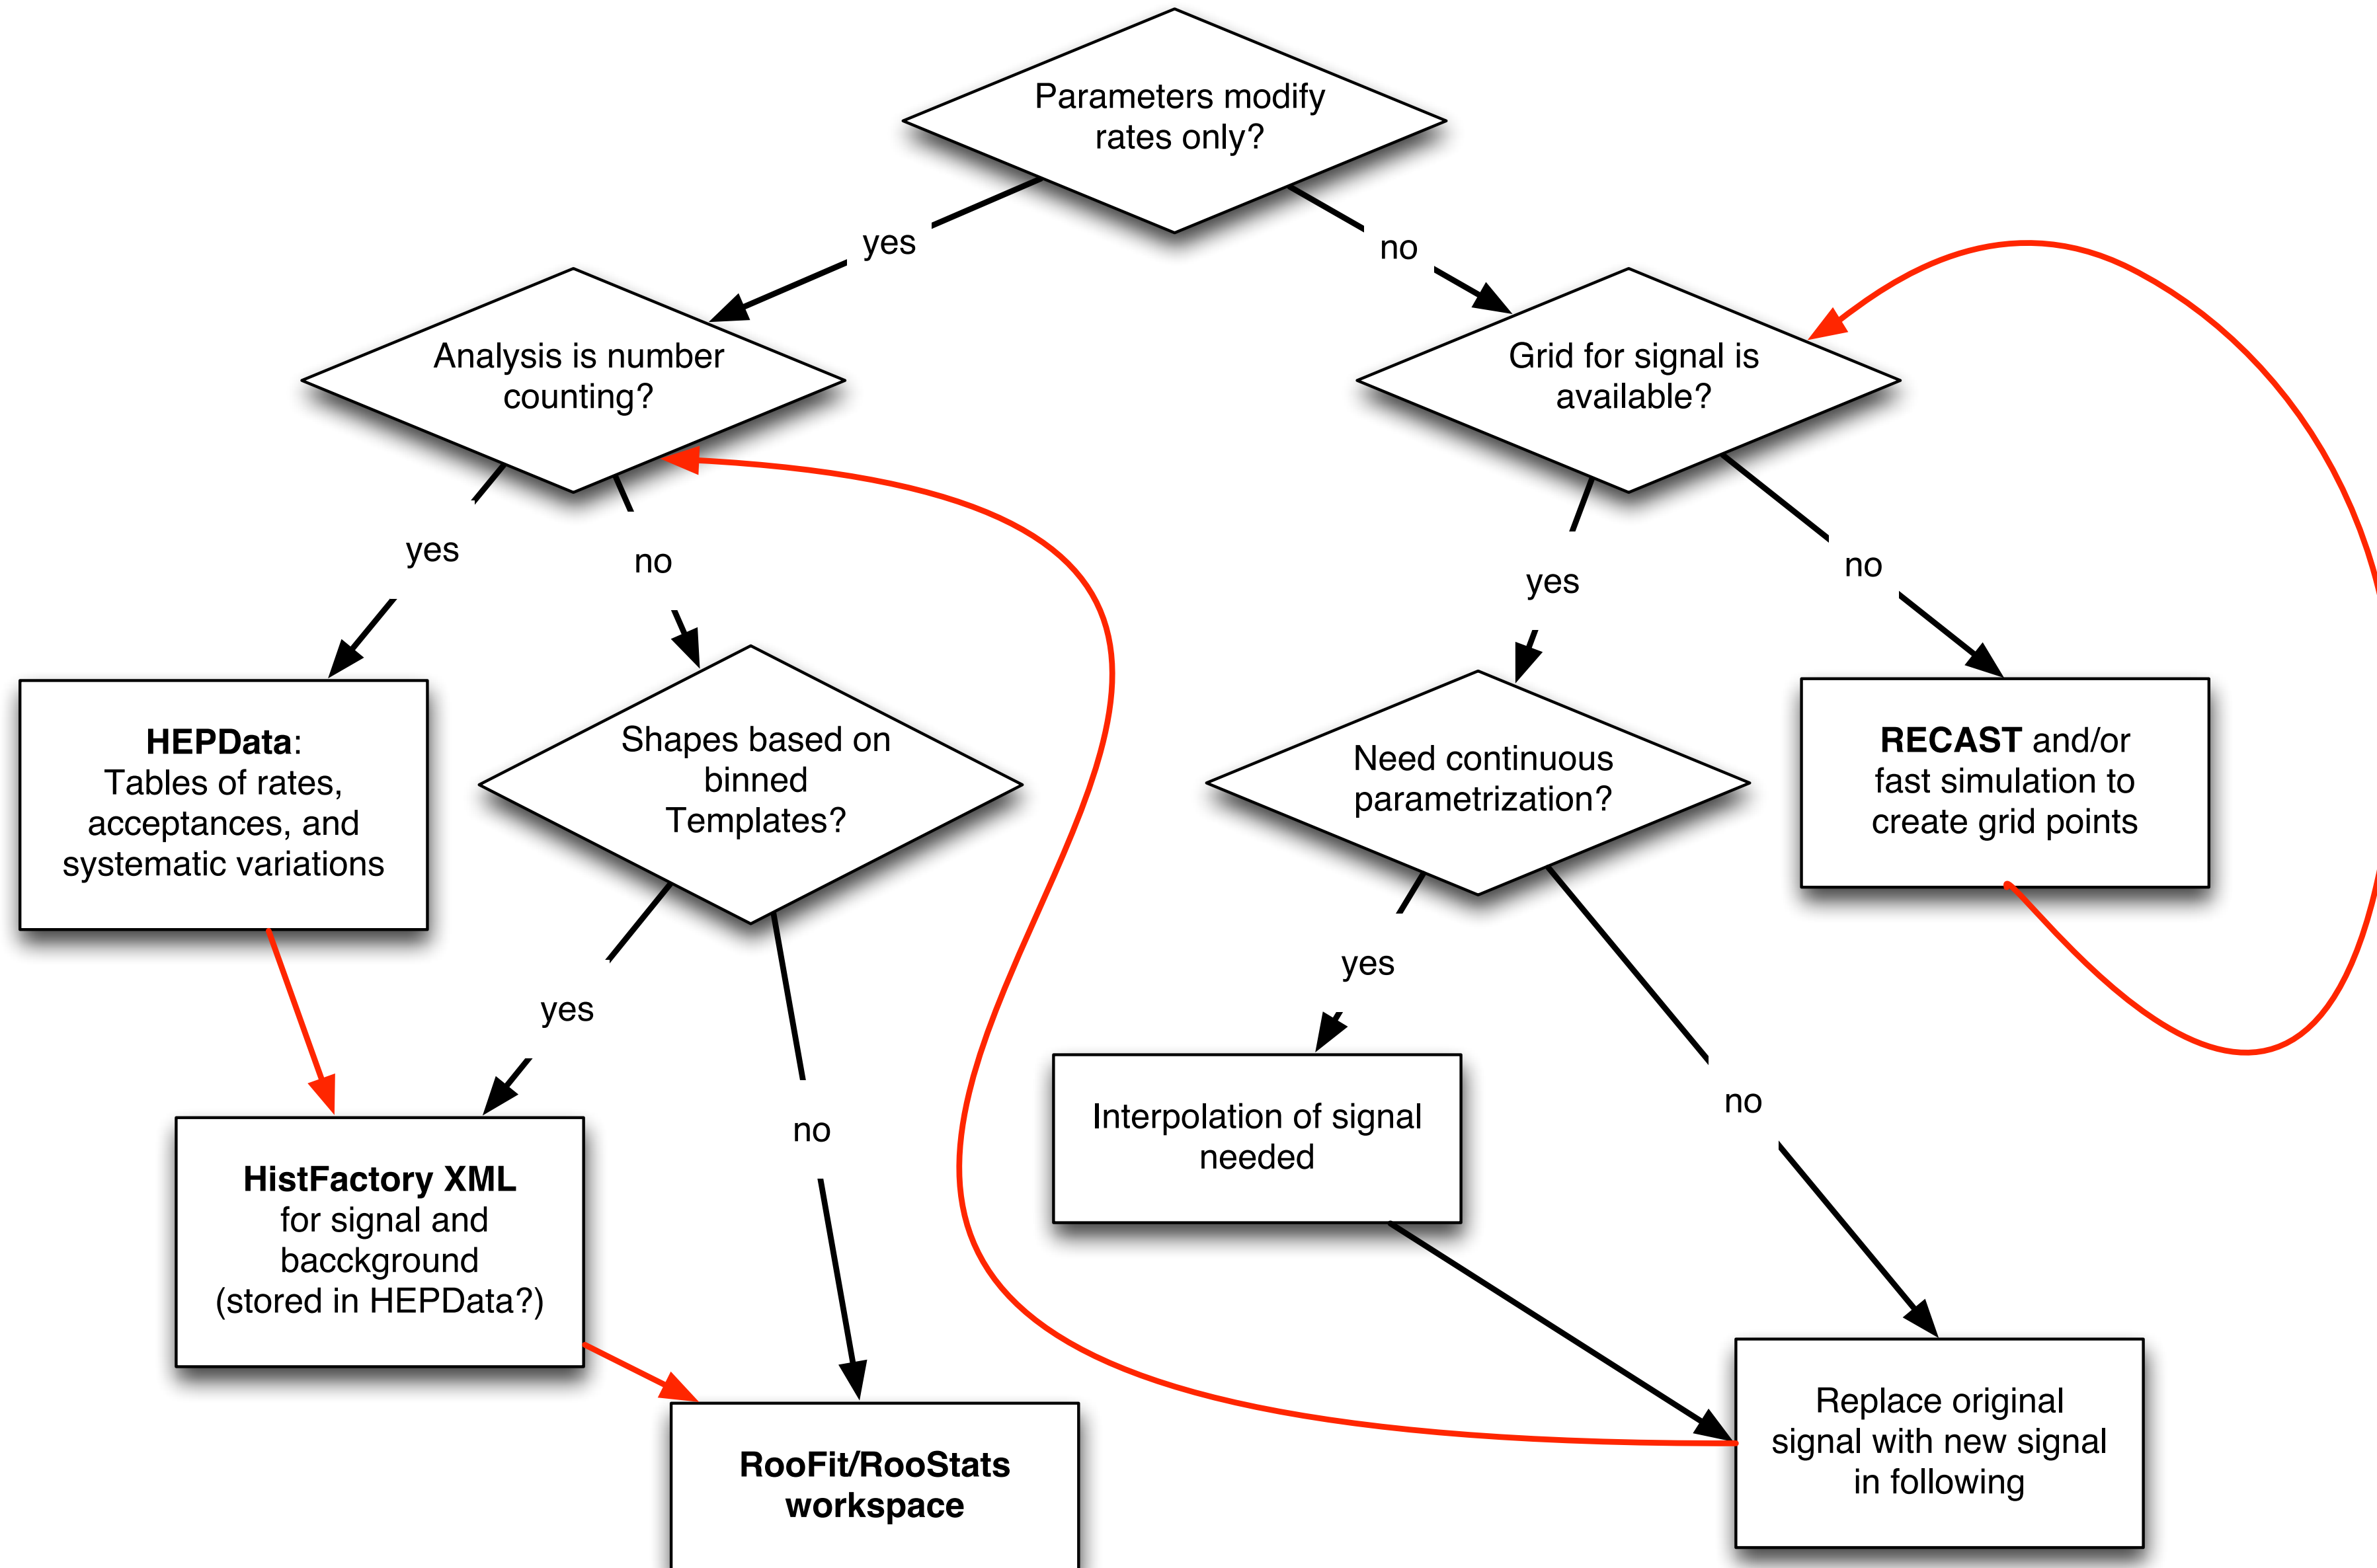 Parameters modify
rates only?
yes
no
Analysis is number
counting?
Grid for signal is
available?
yes
no
yes
no
HEPData:
Tables of rates,
acceptances, and
systematic variations
Shapes based on
binned
Templates?
Need continuous
parametrization?
RECAST and/or
fast simulation to
create grid points
yes
no
yes
no
HistFactory XML
for signal and
bacckground
(stored in HEPData?)
Interpolation of signal
needed
RooFit/RooStats
workspace
Replace original
signal with new signal
in following